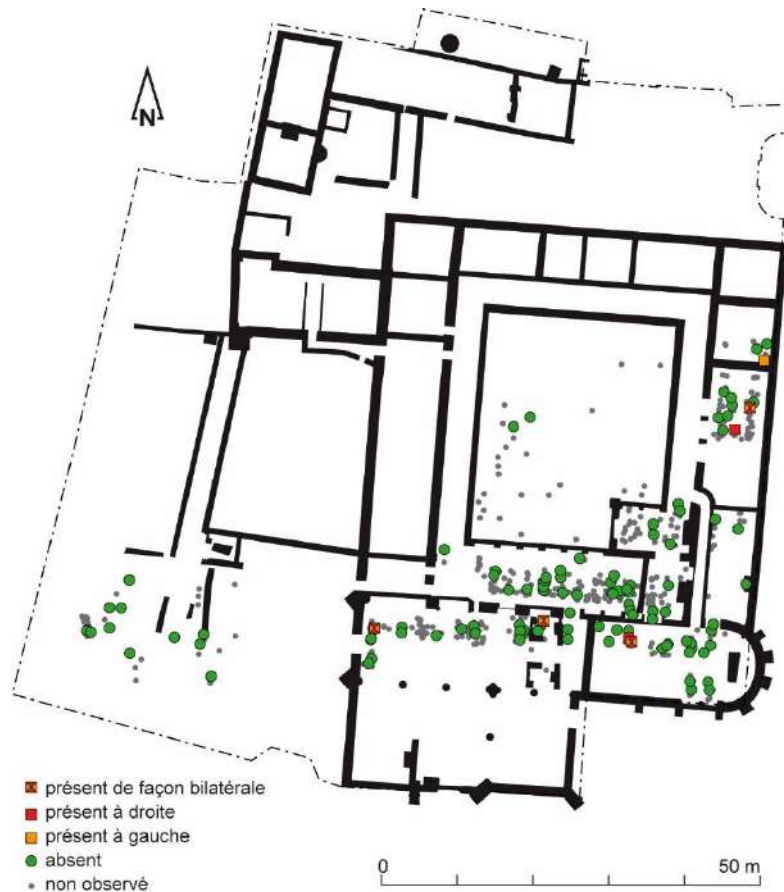 N
présent de façon bilatérale
présent à droite
présent à gauche
absent
non observé
0 50 m